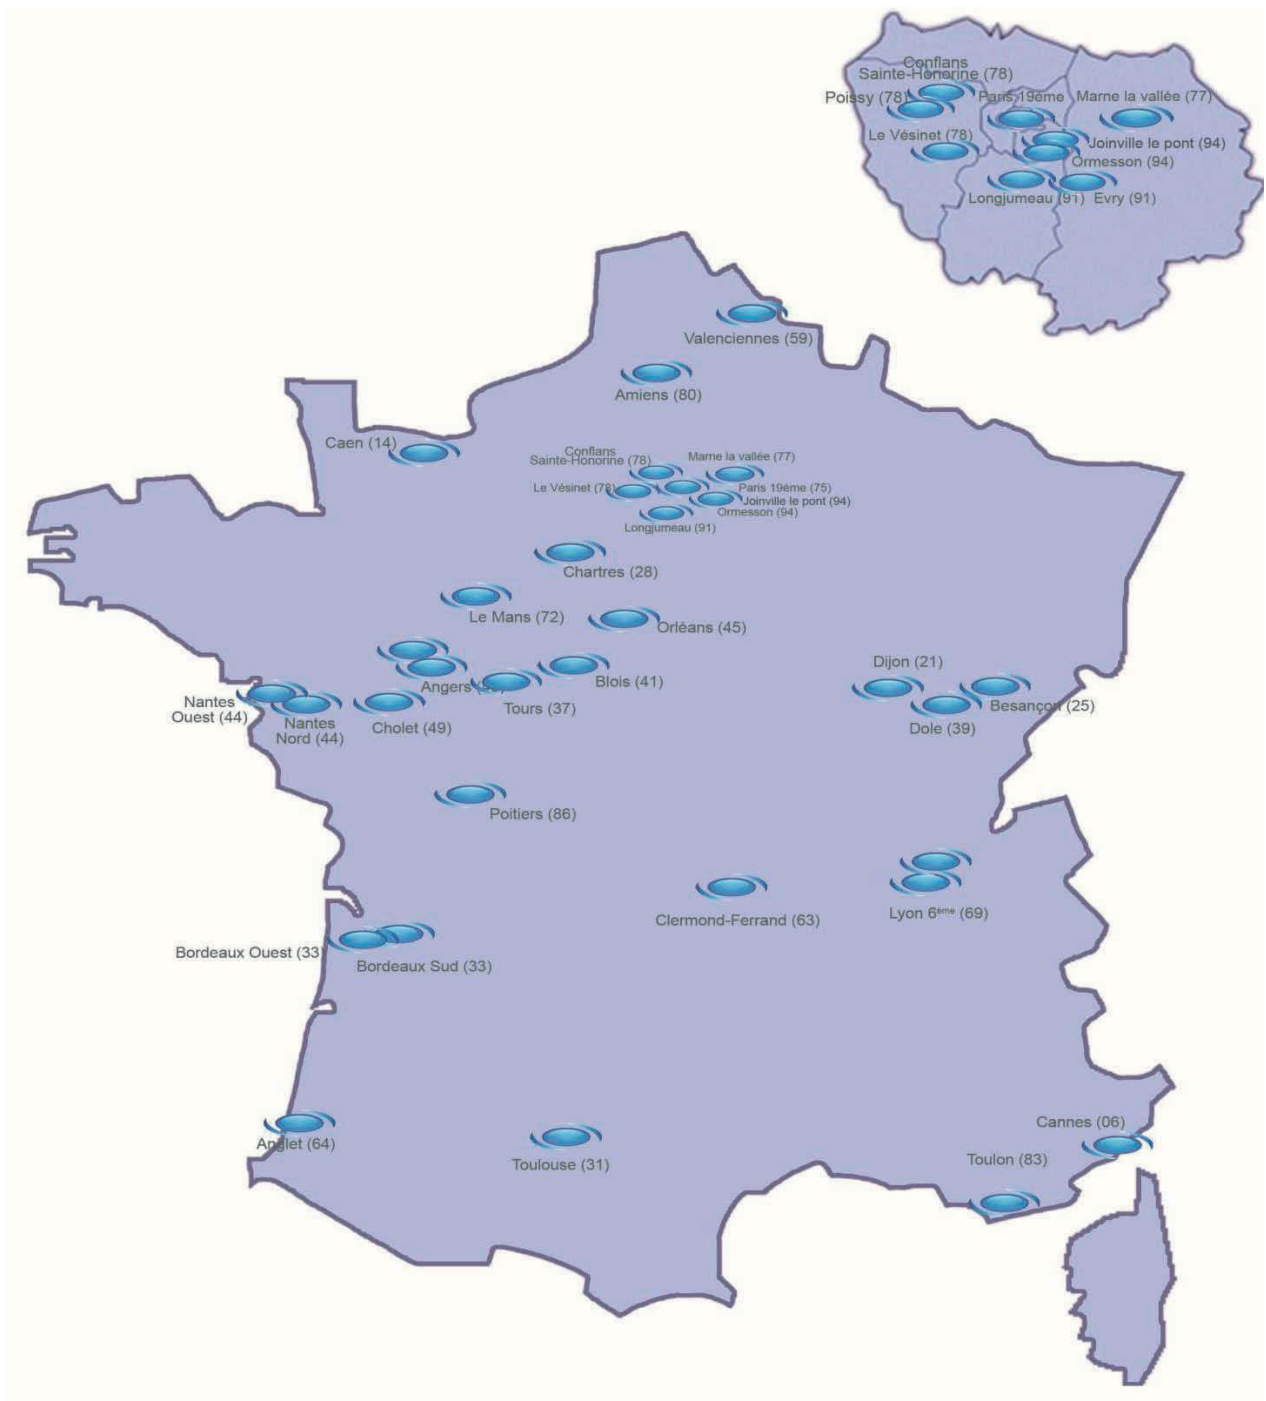 Conflans
Sainte-Honorine (78)
Poissy (78)
Paris 19ème
Marne la vallée (77)
Le Vésinet (78)
Joinville le pont (94)
Ormesson (94)
Longjumeau (91)
Evry (91)
Valenciennes (59)
Amiens (80)
Caen (14)
Conflans
Sainte-Honorine (78)
Marne la vallée (77)
Le Vésinet (78)
Paris 19ème (75)
Joinville le pont (94)
Ormesson (94)
Longjumeau (91)
Chartres (28)
Le Mans (72)
Orléans (45)
Dijon (21)
Angers
Blois (41)
Tours (37)
Nantes
Ouest (44)
Nantes
Nord (44)
Cholet (49)
Besançon (25)
Dole (39)
Poitiers (86)
Clermond-Ferrand (63)
Lyon 6ème (69)
Bordeaux Ouest (33)
Bordeaux Sud (33)
Anglet (64)
Toulouse (31)
Cannes (06)
Toulon (83)